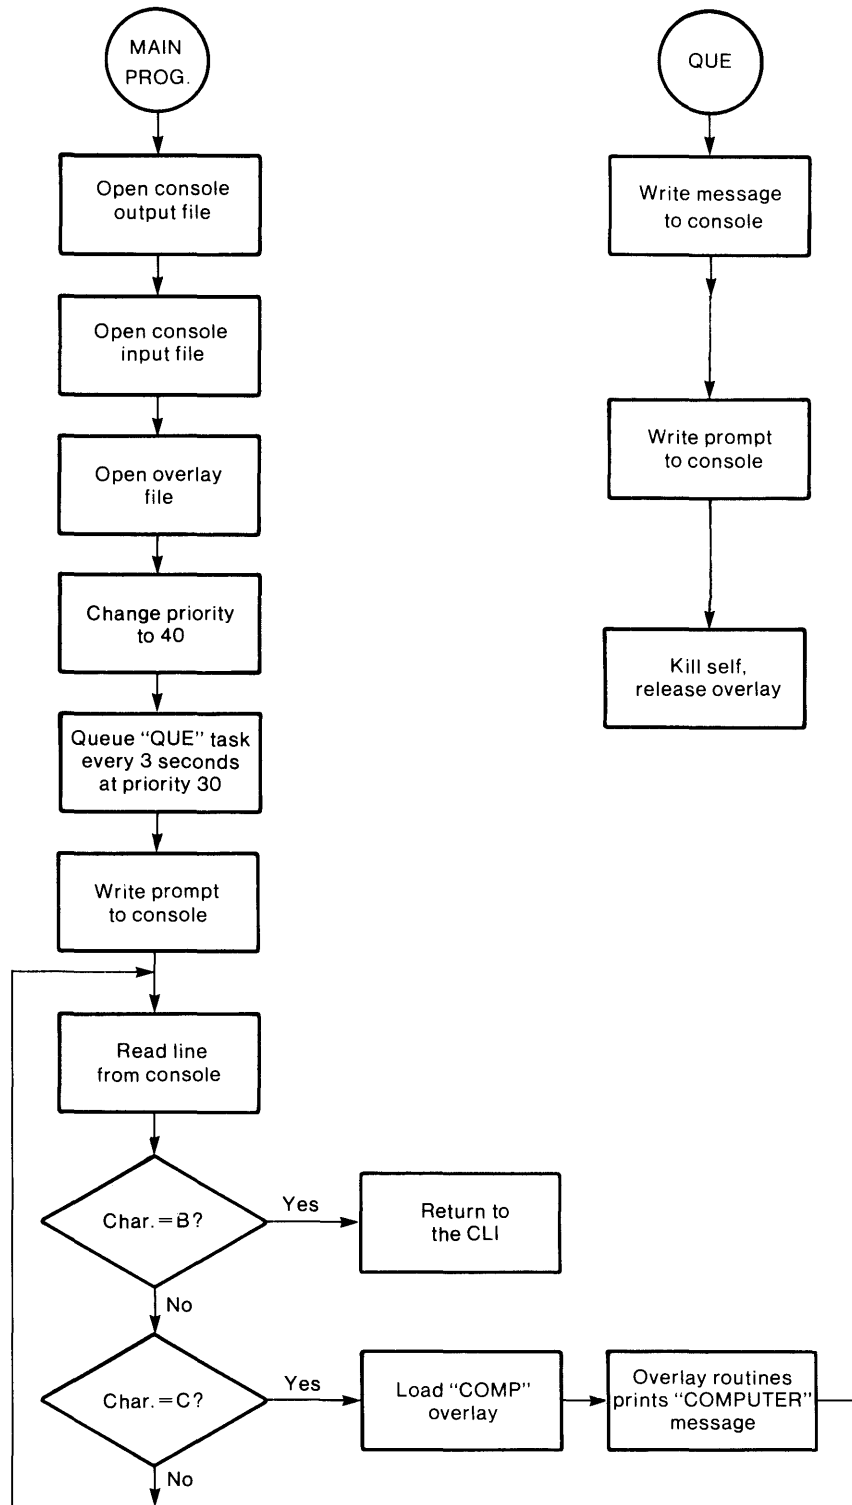 MAIN
PROG.
Open console
output file
Open console
input file
Open overlay
file
Change priority
to 40
Queue “QUE” task
every 3 seconds
at priority 30
Write prompt
to console
Read line
from console
Char.=B?
Yes
Return to
the CLI
No
Char.=C?
Yes
Load “COMP”
overlay
Overlay routines
prints “COMPUTER”
message
No
QUE
Write message
to console
Write prompt
to console
Kill self,
release overlay